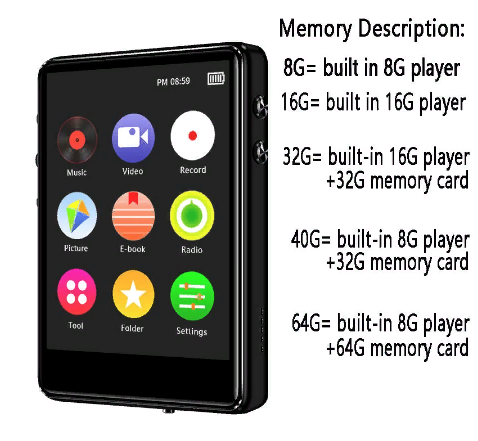 Memory Description:
8G= built in 8G player
16G= built in 16G player
32G= built-in 16G player
+32G memory card
40G= built-in 8G player
+32G memory card
64G= built-in 8G player
+64G memory card
PM 08:59
Music Video Record
Picture E-book Radio
Tool Folder Settings